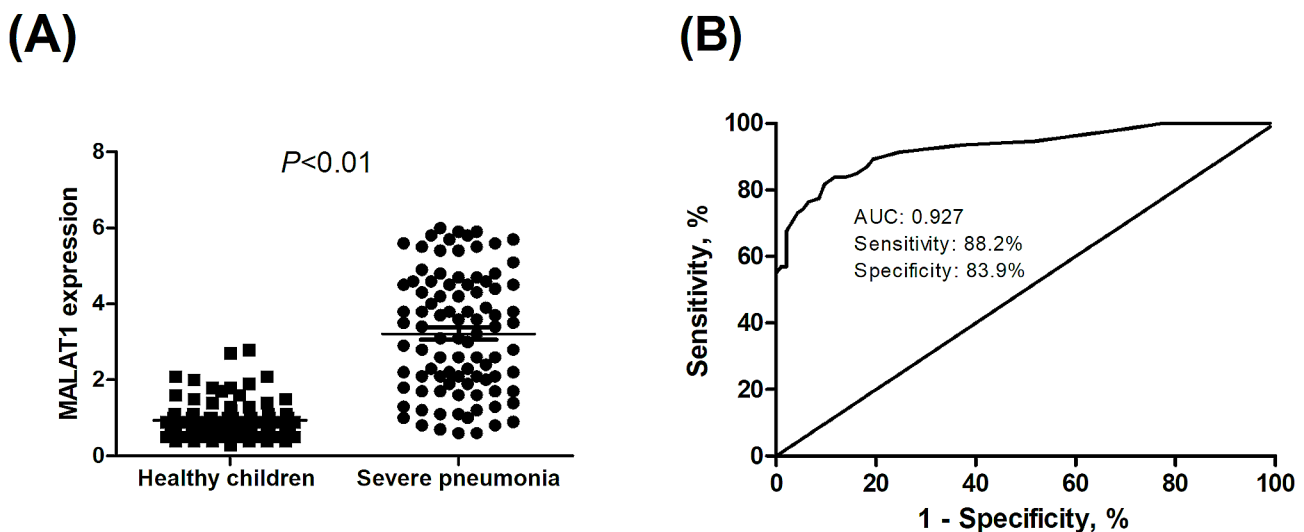 (A)
P<0.01
MALAT1 expression
8
6
4
2
0
Healthy children
Severe pneumonia
(B)
Sensitivity, %
100
80
60
40
20
0
AUC: 0.927
Sensitivity: 88.2%
Specificity: 83.9%
0 20 40 60 80 100
1 - Specificity, %